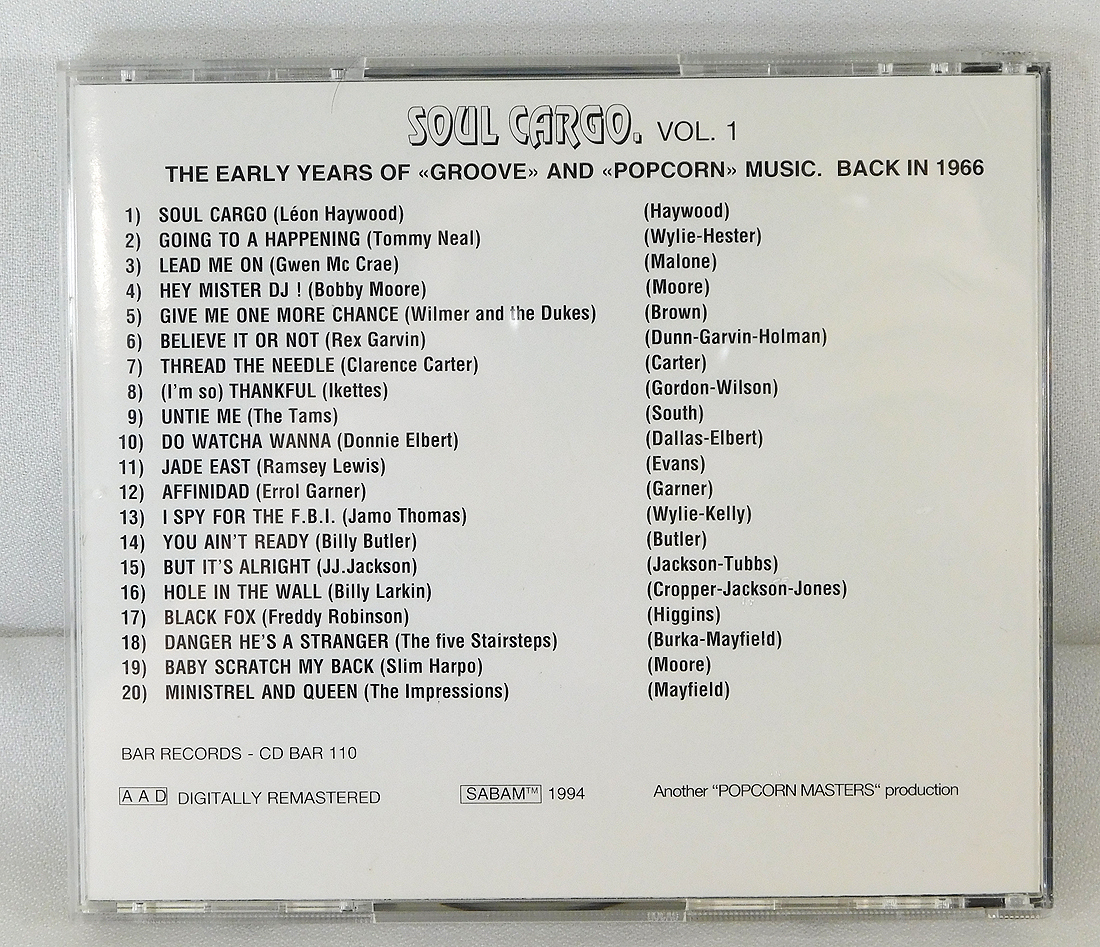 SOUL CARGO. VOL. 1
THE EARLY YEARS OF «GROOVE» AND «POPCORN» MUSIC. BACK IN 1966
1) SOUL CARGO (Léon Haywood) (Haywood)
2) GOING TO A HAPPENING (Tommy Neal) (Wylie-Hester)
3) LEAD ME ON (Gwen Mc Crae) (Malone)
4) HEY MISTER DJ ! (Bobby Moore) (Moore)
5) GIVE ME ONE MORE CHANCE (Wilmer and the Dukes) (Brown)
6) BELIEVE IT OR NOT (Rex Garvin) (Dunn-Garvin-Holman)
7) THREAD THE NEEDLE (Clarence Carter) (Carter)
8) (I'm so) THANKFUL (Ikettes) (Gordon-Wilson)
9) UNTIE ME (The Tams) (South)
10) DO WATCHA WANNA (Donnie Elbert) (Dallas-Elbert)
11) JADE EAST (Ramsey Lewis) (Evans)
12) AFFINIDAD (Errol Garner) (Garner)
13) I SPY FOR THE F.B.I. (Jamo Thomas) (Wylie-Kelly)
14) YOU AIN'T READY (Billy Butler) (Butler)
15) BUT IT'S ALRIGHT (JJ.Jackson) (Jackson-Tubbs)
16) HOLE IN THE WALL (Billy Larkin) (Cropper-Jackson-Jones)
17) BLACK FOX (Freddy Robinson) (Higgins)
18) DANGER HE'S A STRANGER (The five Stairsteps) (Burka-Mayfield)
19) BABY SCRATCH MY BACK (Slim Harpo) (Moore)
20) MINISTREL AND QUEEN (The Impressions) (Mayfield)
BAR RECORDS - CD BAR 110
AAD DIGITALLY REMASTERED SABAM™ 1994 Another "POPCORN MASTERS" production